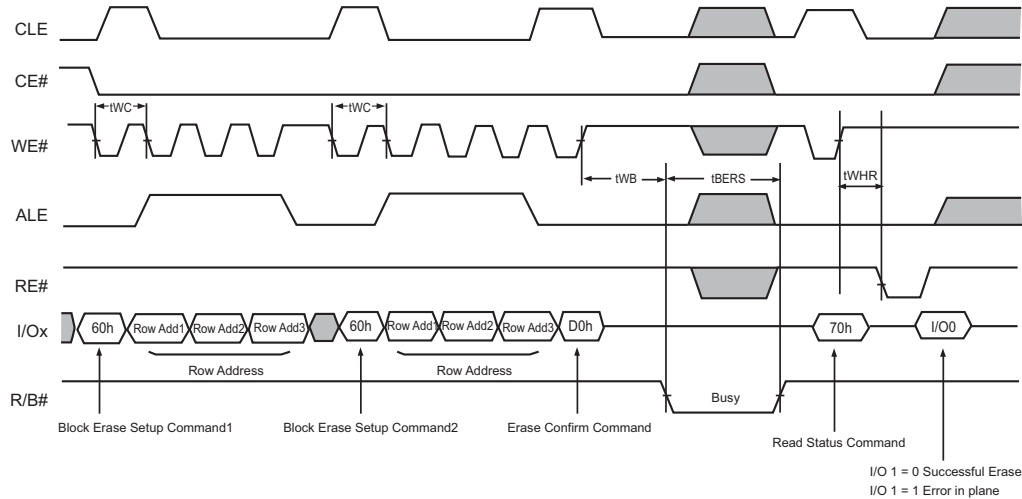 CLE
CE#
tWC
tWC
WE#
tWB
tBERS
tWHR
ALE
RE#
I/Ox
60h
Row Add1
Row Add2
Row Add3
60h
Row Add1
Row Add2
Row Add3
D0h
70h
I/O0
Row Address
Row Address
R/B#
Busy
Block Erase Setup Command1
Block Erase Setup Command2
Erase Confirm Command
Read Status Command
I/O 1 = 0 Successful Erase
I/O 1 = 1 Error in plane